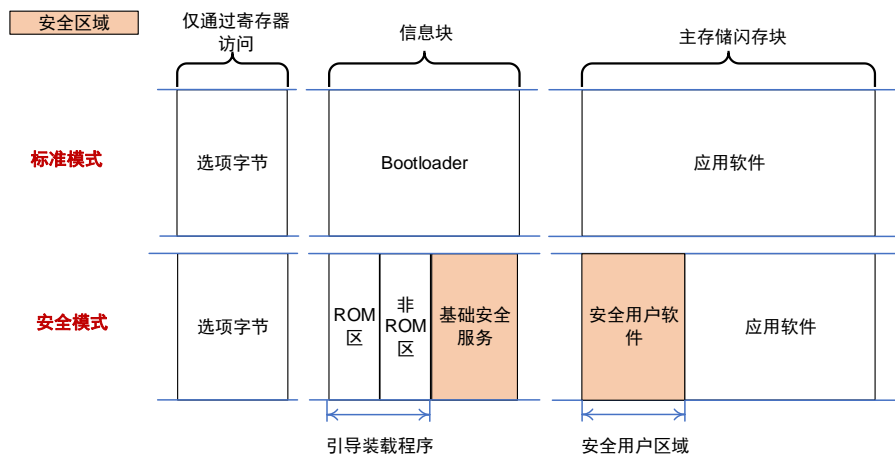 安全区域
仅通过寄存器
访问
信息块
主存储闪存块
标准模式
选项字节
Bootloader
应用软件
安全模式
选项字节
ROM
区
非
ROM
区
基础安全
服务
安全用户软
件
应用软件
引导装载程序
安全用户区域